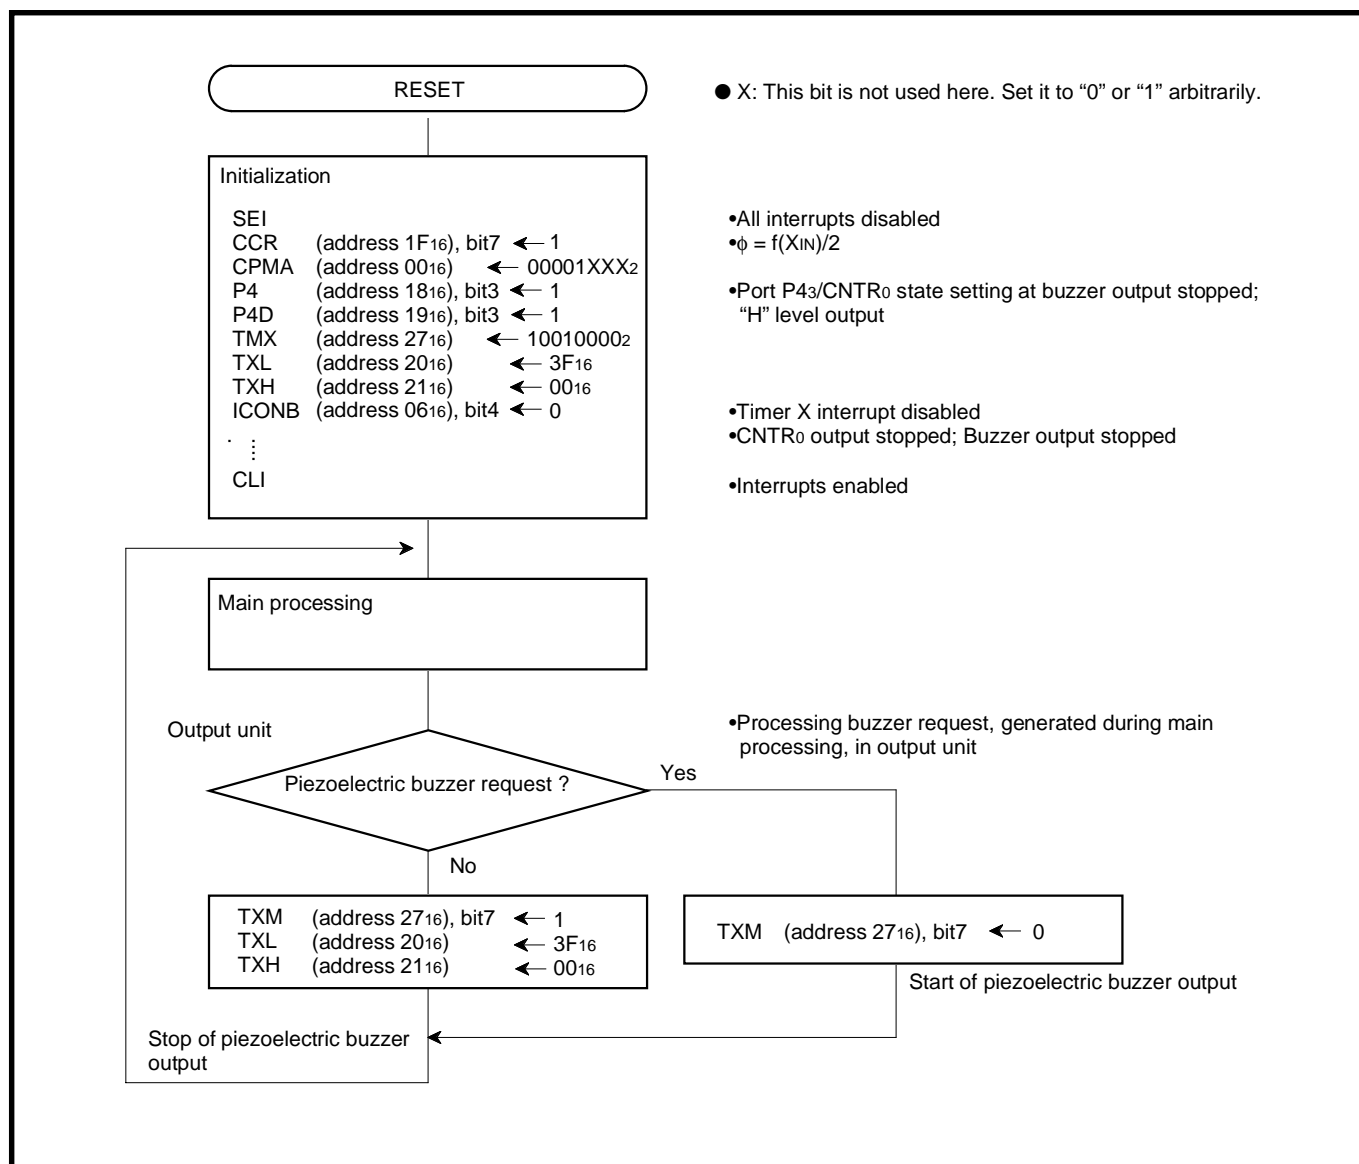 RESET
● X: This bit is not used here. Set it to “0” or “1” arbitrarily.
Initialization
SEI
•All interrupts disabled
CCR (address 1F16), bit7 ← 1
•ϕ = f(XIN)/2
CPMA (address 0016) ← 00001XXX2
P4 (address 1816), bit3 ← 1
•Port P43/CNTR0 state setting at buzzer output stopped;
P4D (address 1916), bit3 ← 1
“H” level output
TMX (address 2716) ← 100100002
TXL (address 2016) ← 3F16
TXH (address 2116) ← 0016
ICONB (address 0616), bit4 ← 0
•Timer X interrupt disabled
•CNTR0 output stopped; Buzzer output stopped
CLI
•Interrupts enabled
Main processing
Output unit
•Processing buzzer request, generated during main
processing, in output unit
Piezoelectric buzzer request ?
Yes
No
TXM (address 2716), bit7 ← 1
TXL (address 2016) ← 3F16
TXH (address 2116) ← 0016
TXM (address 2716), bit7 ← 0
Start of piezoelectric buzzer output
Stop of piezoelectric buzzer
output